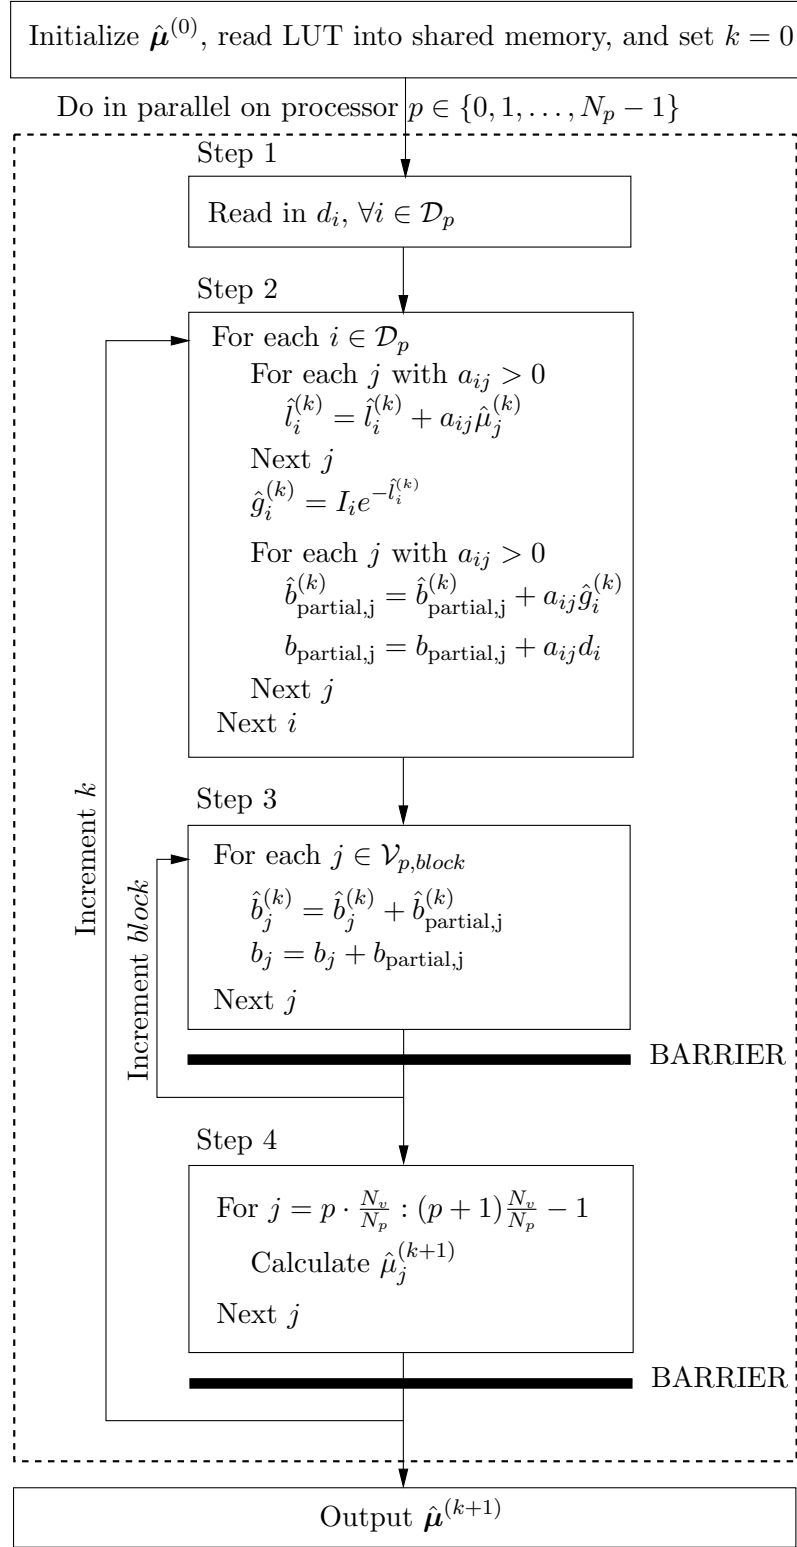 Initialize μ̂^(0), read LUT into shared memory, and set k = 0
Do in parallel on processor p ∈ {0, 1, . . . , N_p − 1}
Step 1
Read in d_i, ∀i ∈ 𝒟_p
Step 2
For each i ∈ 𝒟_p
For each j with a_ij > 0
l̂_i^(k) = l̂_i^(k) + a_ij μ̂_j^(k)
Next j
ĝ_i^(k) = I_i e^{−l̂_i^(k)}
For each j with a_ij > 0
b̂_partial,j^(k) = b̂_partial,j^(k) + a_ij ĝ_i^(k)
b_partial,j = b_partial,j + a_ij d_i
Next j
Next i
Increment k
Step 3
For each j ∈ 𝒱_p,block
b̂_j^(k) = b̂_j^(k) + b̂_partial,j^(k)
b_j = b_j + b_partial,j
Next j
Increment block
BARRIER
Step 4
For j = p · N_v/N_p : (p + 1) N_v/N_p − 1
Calculate μ̂_j^(k+1)
Next j
BARRIER
Output μ̂^(k+1)